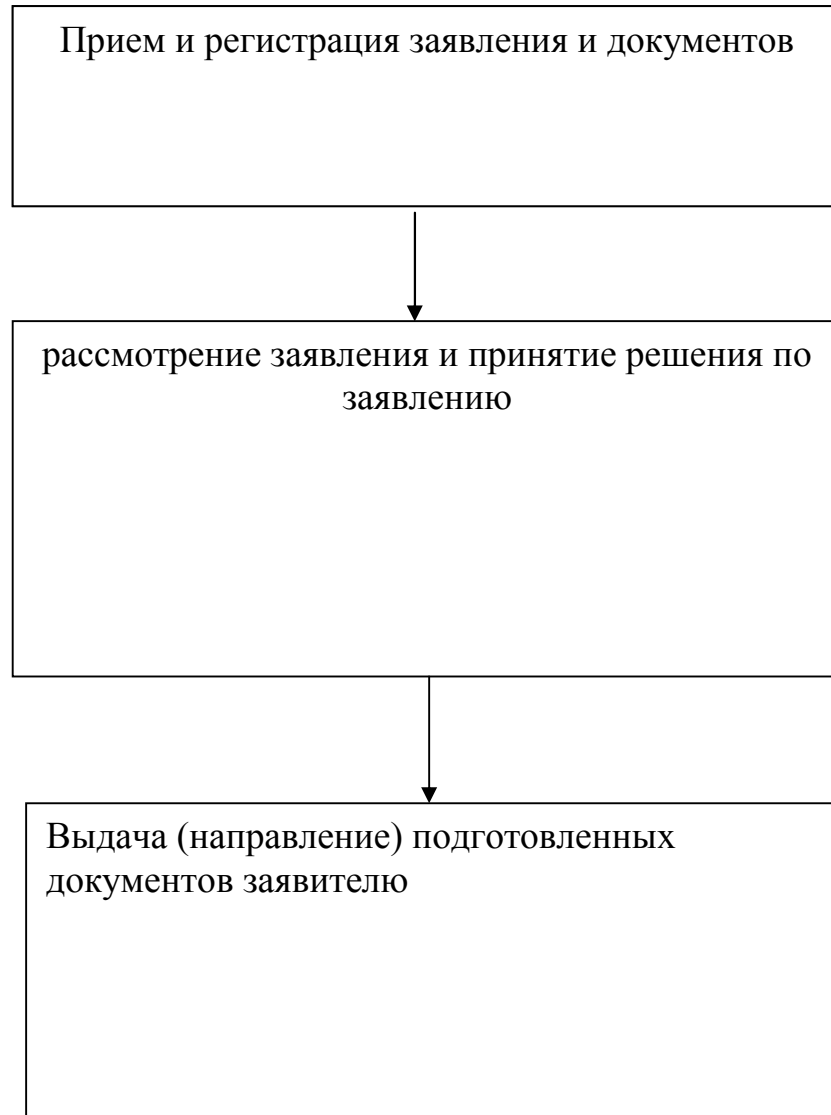 Прием и регистрация заявления и документов
рассмотрение заявления и принятие решения по
заявлению
Выдача (направление) подготовленных
документов заявителю